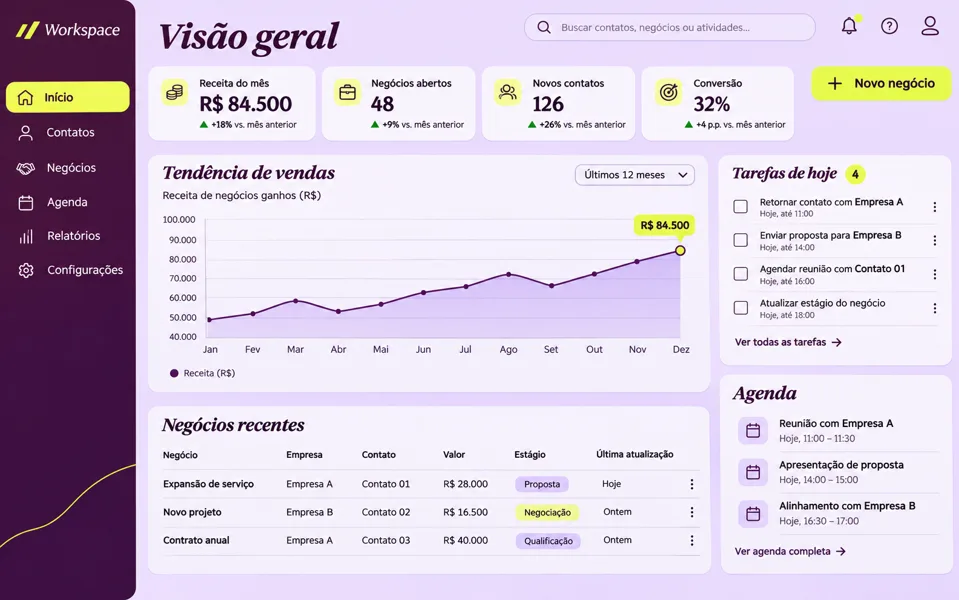 Workspace
Início
Contatos
Negócios
Agenda
Relatórios
Configurações
Visão geral
Buscar contatos, negócios ou atividades...
Receita do mês
R$ 84.500
+18% vs. mês anterior
Negócios abertos
48
+9% vs. mês anterior
Novos contatos
126
+26% vs. mês anterior
Conversão
32%
+4 p.p. vs. mês anterior
+ Novo negócio
Tendência de vendas
Receita de negócios ganhos (R$)
Últimos 12 meses
100.000
90.000
80.000
70.000
60.000
50.000
40.000
R$ 84.500
Jan Fev Mar Abr Mai Jun Jul Ago Set Out Nov Dez
Receita (R$)
Negócios recentes
Negócio Empresa Contato Valor Estágio Última atualização
Expansão de serviço Empresa A Contato 01 R$ 28.000 Proposta Hoje
Novo projeto Empresa B Contato 02 R$ 16.500 Negociação Ontem
Contrato anual Empresa A Contato 03 R$ 40.000 Qualificação Ontem
Tarefas de hoje 4
Retornar contato com Empresa A
Hoje, até 11:00
Enviar proposta para Empresa B
Hoje, até 14:00
Agendar reunião com Contato 01
Hoje, até 16:00
Atualizar estágio do negócio
Hoje, até 18:00
Ver todas as tarefas →
Agenda
Reunião com Empresa A
Hoje, 11:00 – 11:30
Apresentação de proposta
Hoje, 14:00 – 15:00
Alinhamento com Empresa B
Hoje, 16:30 – 17:00
Ver agenda completa →